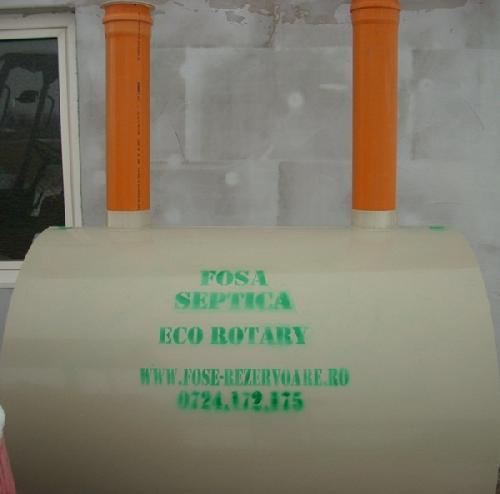 FOSA
SEPTICA
ECO ROTARY
WWW.FOSE-REZERVOARE.RO
0724.172.175